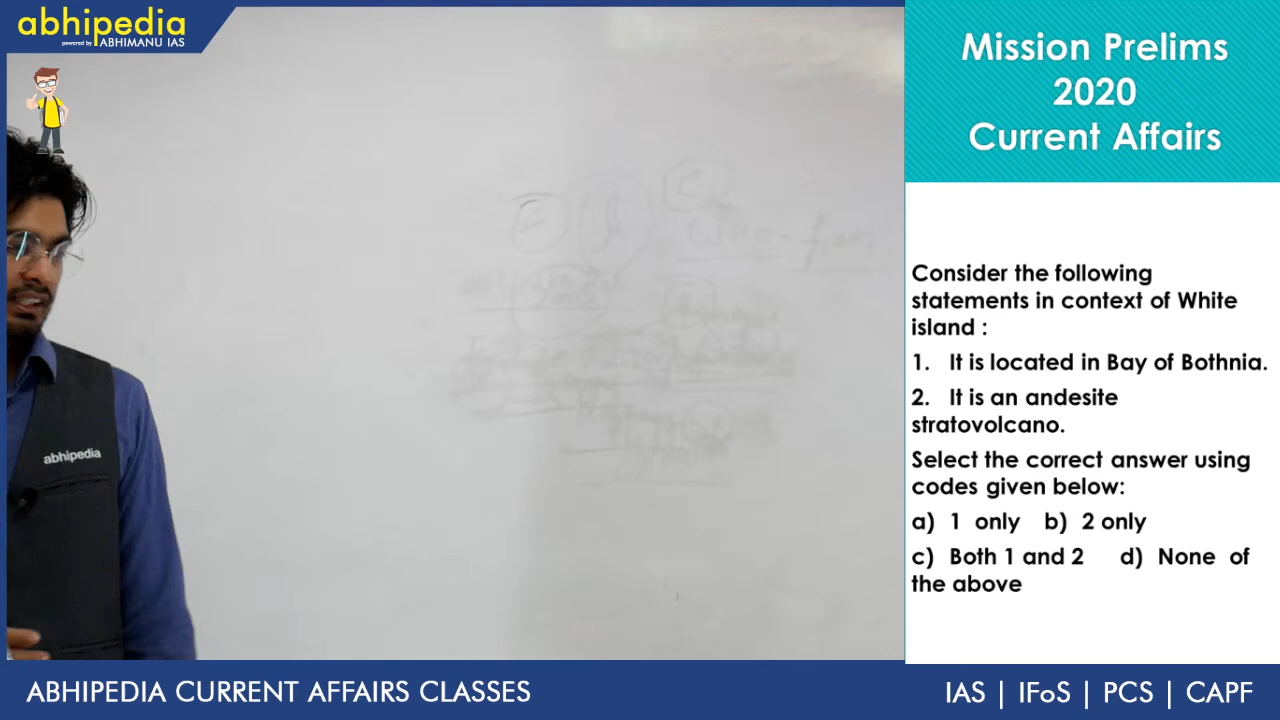 abhipedia
powered by ABHIMANU IAS
Mission Prelims
2020
Current Affairs
abhipedia
Consider the following
statements in context of White
island :
1. It is located in Bay of Bothnia.
2. It is an andesite
stratovolcano.
Select the correct answer using
codes given below:
a) 1 only b) 2 only
c) Both 1 and 2 d) None of
the above
ABHIPEDIA CURRENT AFFAIRS CLASSES
IAS | IFoS | PCS | CAPF